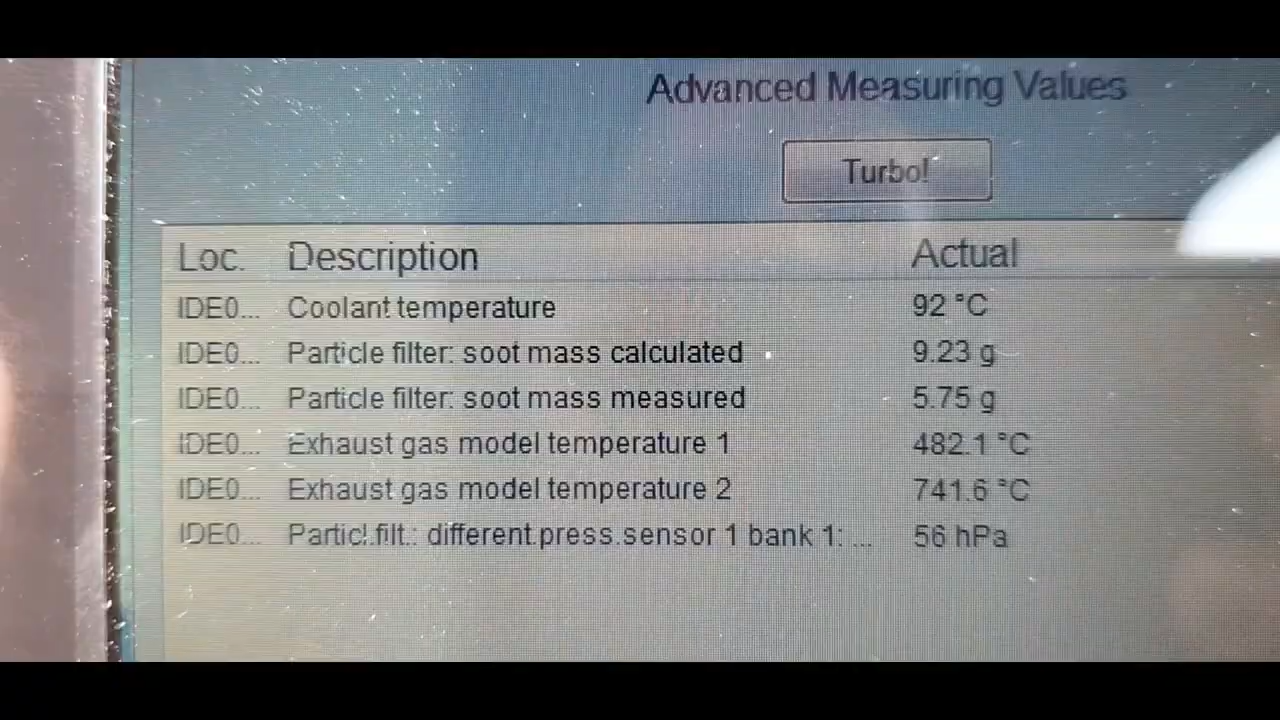 Advanced Measuring Values
Turbo!
Loc. Description Actual
IDE0... Coolant temperature 92 °C
IDE0... Particle filter: soot mass calculated 9.23 g
IDE0... Particle filter: soot mass measured 5.75 g
IDE0... Exhaust gas model temperature 1 482.1 °C
IDE0... Exhaust gas model temperature 2 741.6 °C
IDE0... Particl.filt.: different.press.sensor 1 bank 1: ... 56 hPa